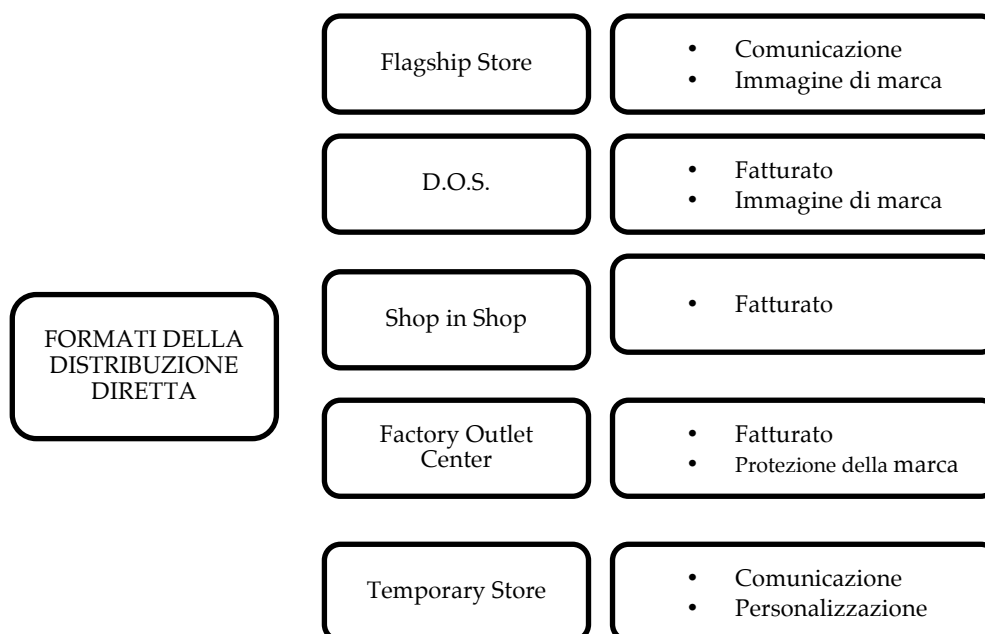 Flagship Store
• Comunicazione
• Immagine di marca
D.O.S.
• Fatturato
• Immagine di marca
FORMATI DELLA
DISTRIBUZIONE
DIRETTA
Shop in Shop
• Fatturato
Factory Outlet
Center
• Fatturato
• Protezione della marca
Temporary Store
• Comunicazione
• Personalizzazione